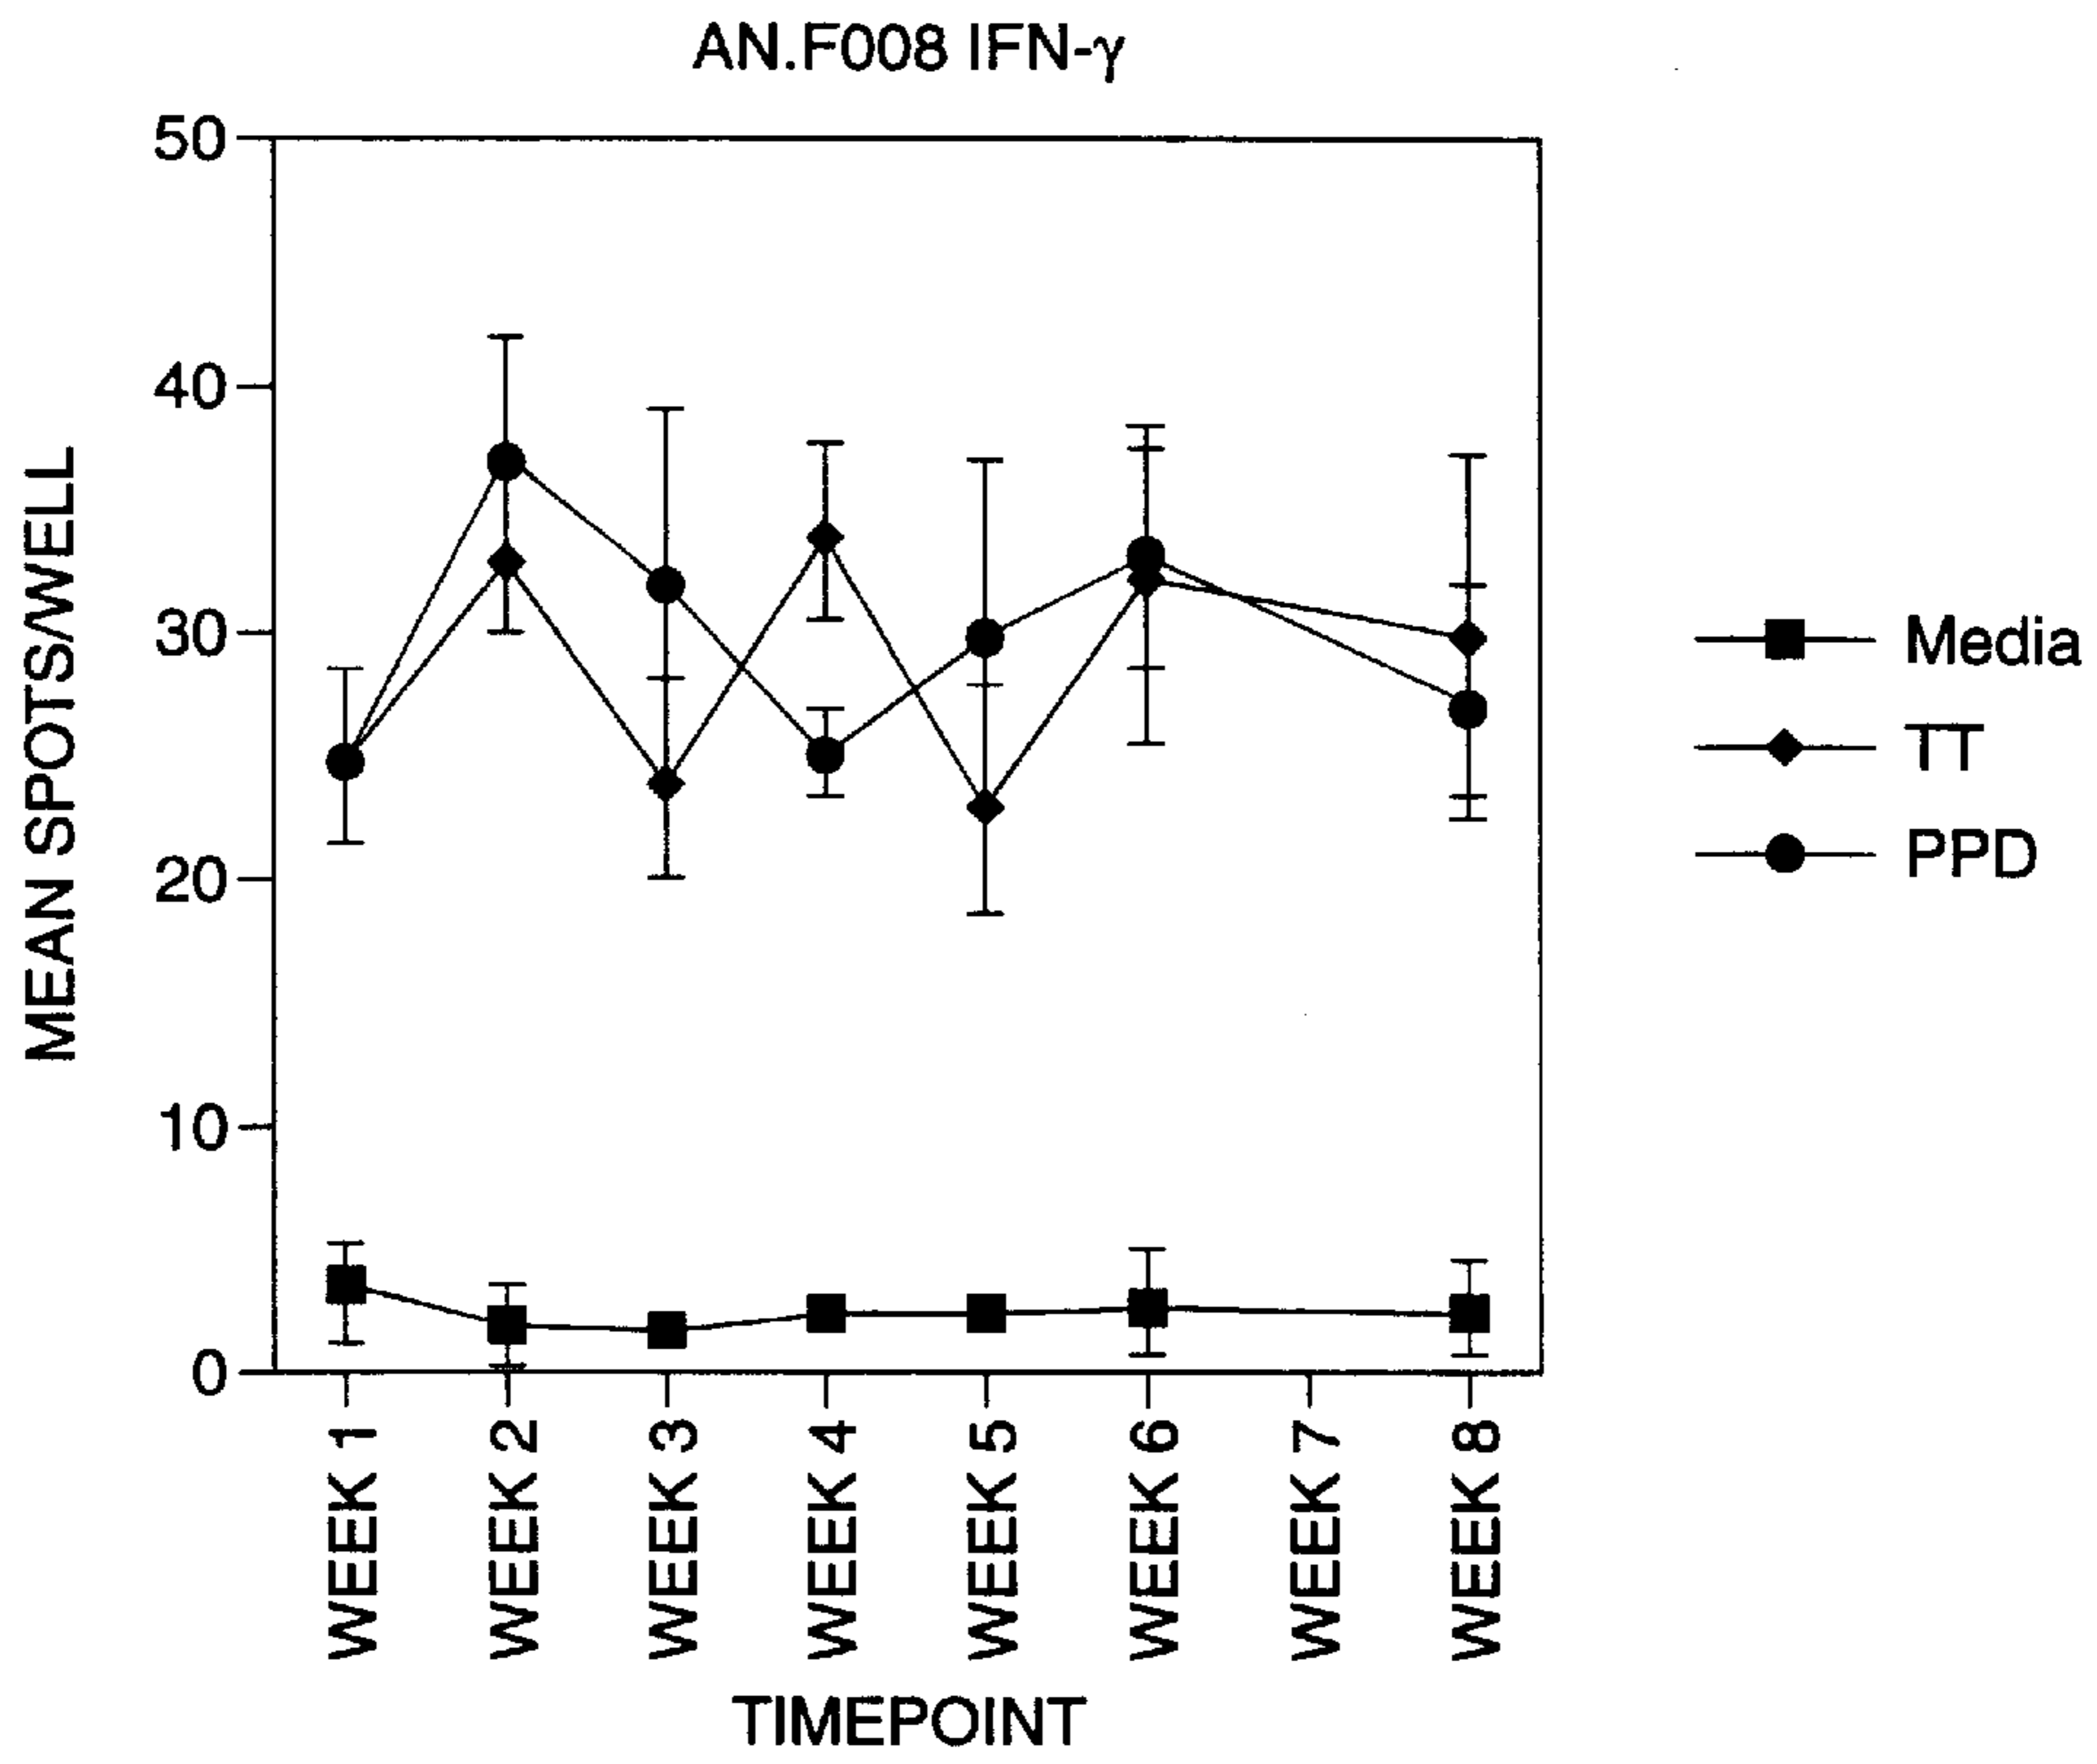 AN.F008 IFN-γ
MEAN SPOTS/WELL
50
40
30
20
10
0
WEEK 1
WEEK 2
WEEK 3
WEEK 4
WEEK 5
WEEK 6
WEEK 7
WEEK 8
TIMEPOINT
Media
TT
PPD